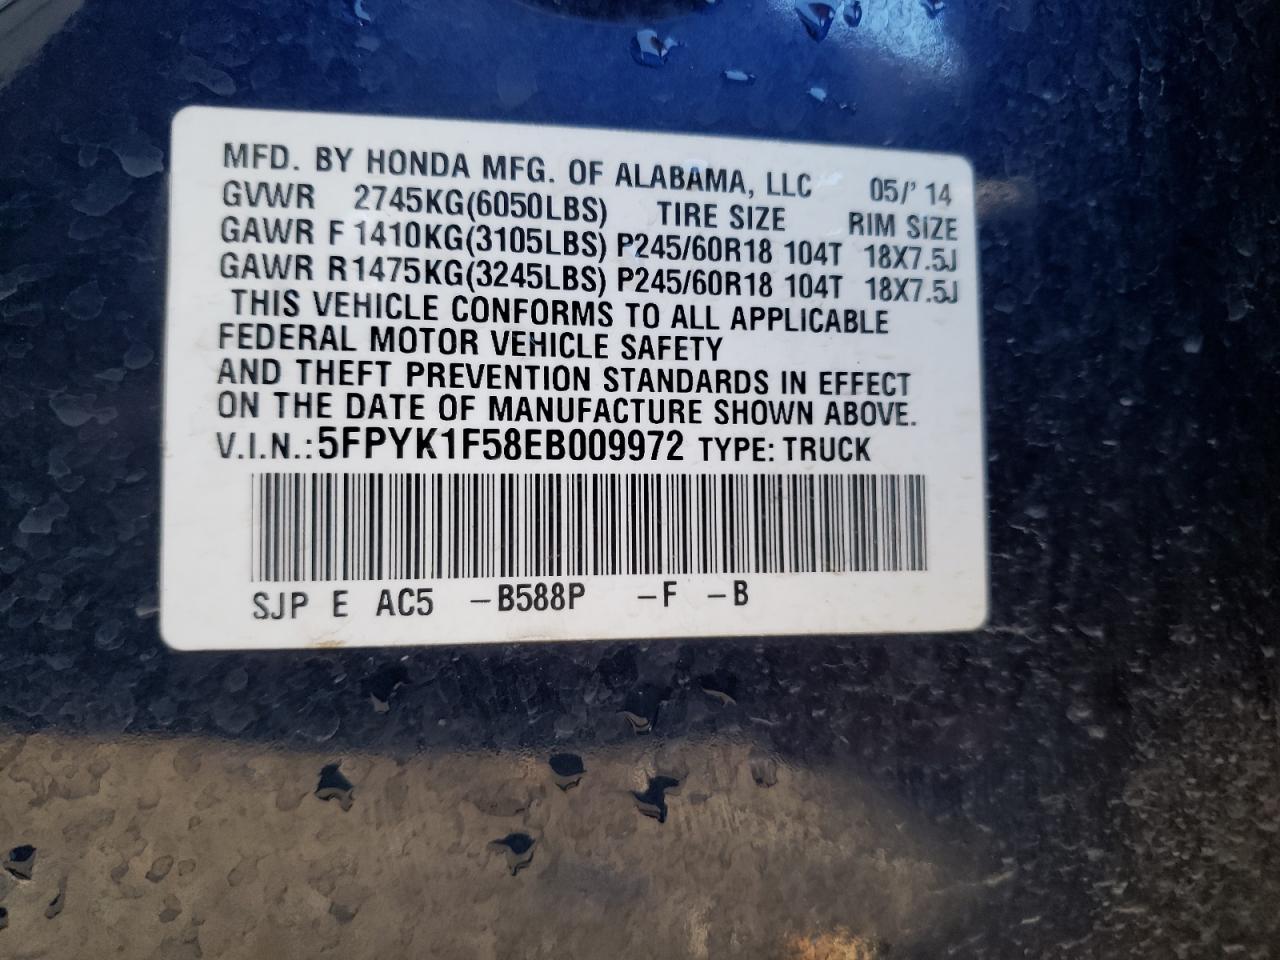 MFD. BY HONDA MFG. OF ALABAMA, LLC 05/' 14
GVWR 2745KG(6050LBS) TIRE SIZE RIM SIZE
GAWR F 1410KG(3105LBS) P245/60R18 104T 18X7.5J
GAWR R1475KG(3245LBS) P245/60R18 104T 18X7.5J
THIS VEHICLE CONFORMS TO ALL APPLICABLE
FEDERAL MOTOR VEHICLE SAFETY
AND THEFT PREVENTION STANDARDS IN EFFECT
ON THE DATE OF MANUFACTURE SHOWN ABOVE.
V.I.N.: 5FPYK1F58EB009972 TYPE: TRUCK
SJP E AC5 -B588P -F -B